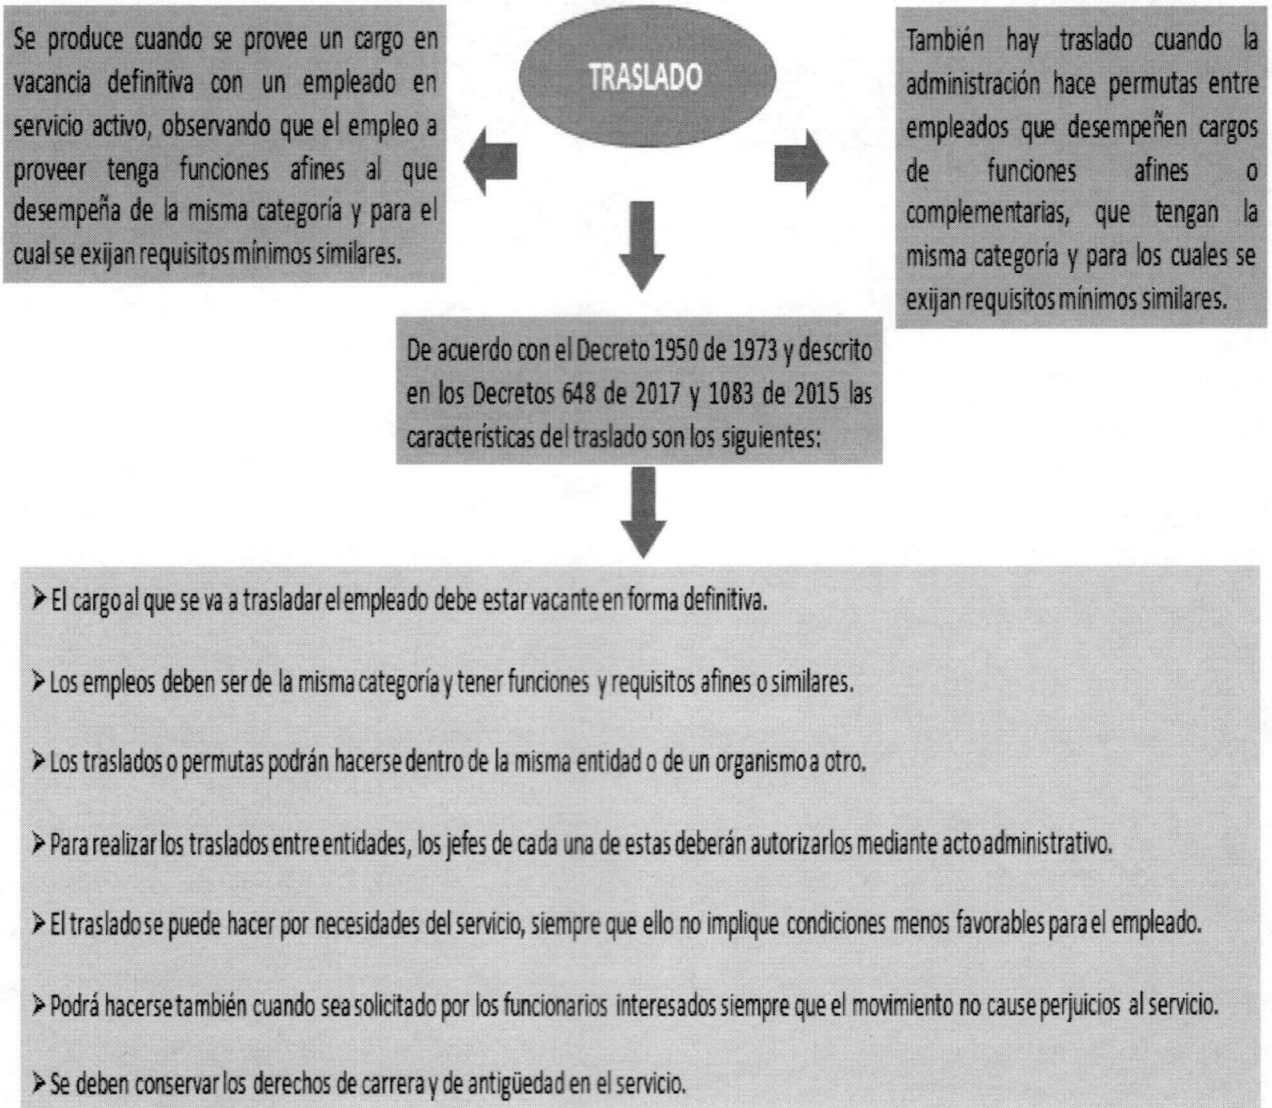 TRASLADO
Se produce cuando se provee un cargo en
vacancia definitiva con un empleado en
servicio activo, observando que el empleo a
proveer tenga funciones afines al que
desempeña de la misma categoría y para el
cual se exijan requisitos mínimos similares.
También hay traslado cuando la
administración hace permutas entre
empleados que desempeñen cargos
de funciones afines o
complementarias, que tengan la
misma categoría y para los cuales se
exijan requisitos mínimos similares.
De acuerdo con el Decreto 1950 de 1973 y descrito
en los Decretos 648 de 2017 y 1083 de 2015 las
características del traslado son los siguientes:
➢ El cargo al que se va a trasladar el empleado debe estar vacante en forma definitiva.
➢ Los empleos deben ser de la misma categoría y tener funciones y requisitos afines o similares.
➢ Los traslados o permutas podrán hacerse dentro de la misma entidad o de un organismo a otro.
➢ Para realizar los traslados entre entidades, los jefes de cada una de estas deberán autorizarlos mediante acto administrativo.
➢ El traslado se puede hacer por necesidades del servicio, siempre que ello no implique condiciones menos favorables para el empleado.
➢ Podrá hacerse también cuando sea solicitado por los funcionarios interesados siempre que el movimiento no cause perjuicios al servicio.
➢ Se deben conservar los derechos de carrera y de antigüedad en el servicio.